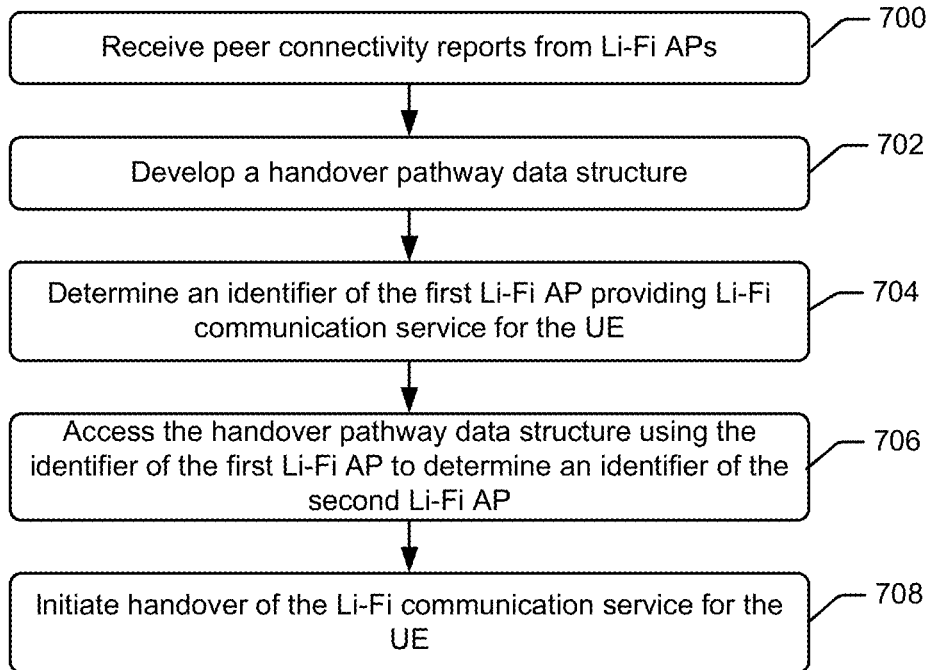 Receive peer connectivity reports from Li-Fi APs
700
Develop a handover pathway data structure
702
Determine an identifier of the first Li-Fi AP providing Li-Fi
communication service for the UE
704
Access the handover pathway data structure using the
identifier of the first Li-Fi AP to determine an identifier of the
second Li-Fi AP
706
Initiate handover of the Li-Fi communication service for the
UE
708